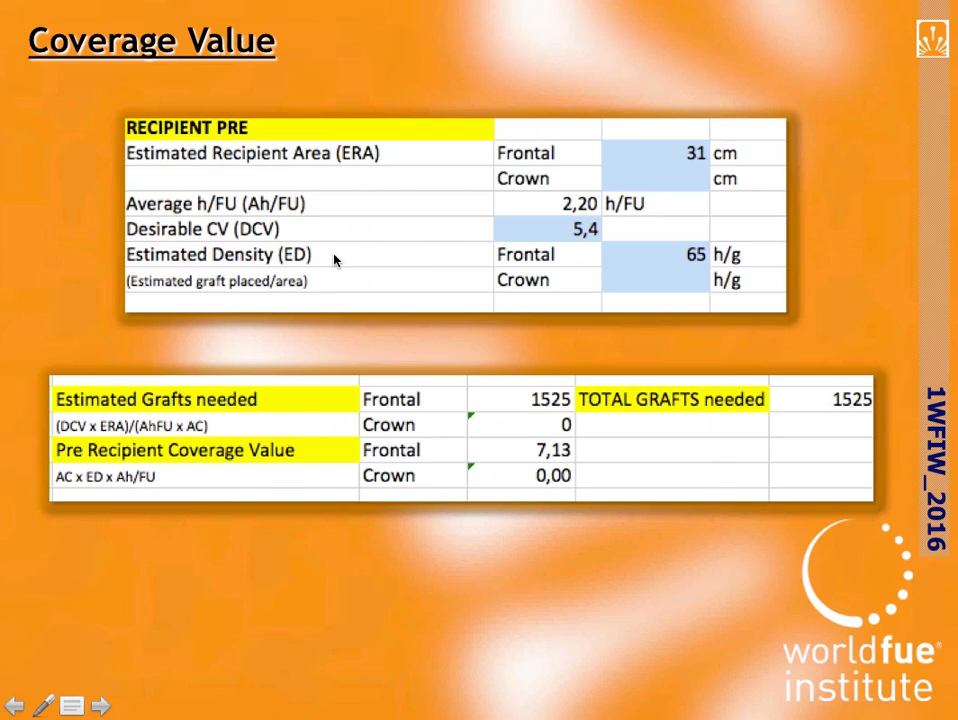 Coverage Value
RECIPIENT PRE
Estimated Recipient Area (ERA) Frontal 31 cm
Crown cm
Average h/FU (Ah/FU) 2,20 h/FU
Desirable CV (DCV) 5,4
Estimated Density (ED) Frontal 65 h/g
(Estimated graft placed/area) Crown h/g
Estimated Grafts needed Frontal 1525 TOTAL GRAFTS needed 1525
(DCV x ERA)/(AhFU x AC) Crown 0
Pre Recipient Coverage Value Frontal 7,13
AC x ED x Ah/FU Crown 0,00
1WFIW_2016
worldfue®
institute